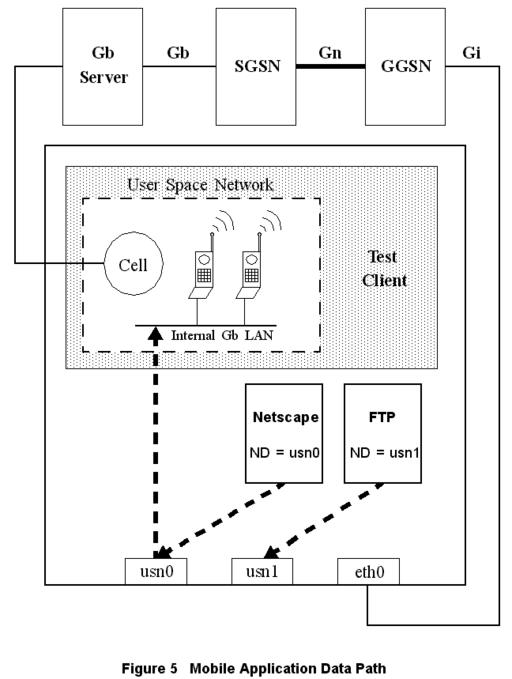 Gb
Server
Gb
SGSN
Gn
GGSN
Gi
User Space Network
Cell
Internal Gb LAN
Test
Client
Netscape
ND = usn0
FTP
ND = usn1
usn0
usn1
eth0
Figure 5 Mobile Application Data Path